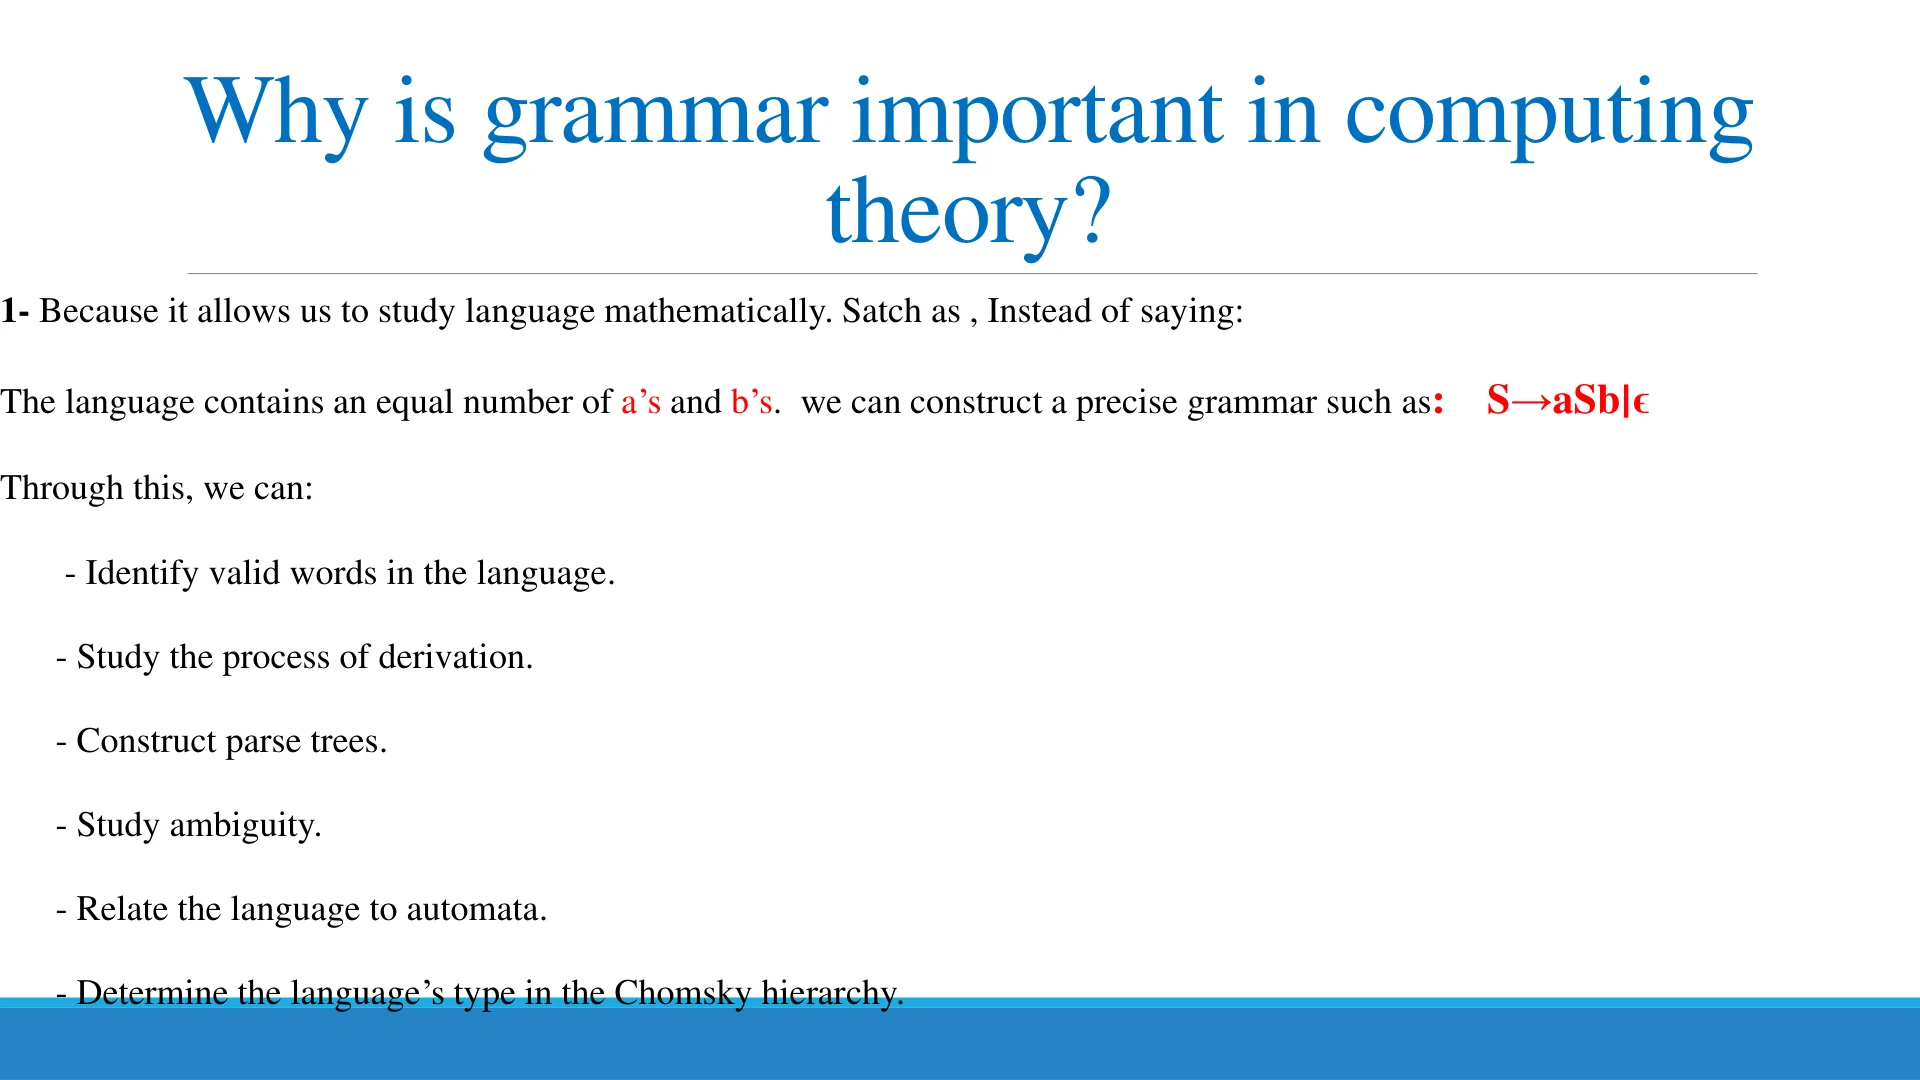 Why is grammar important in computing
theory?
1- Because it allows us to study language mathematically. Satch as , Instead of saying:
The language contains an equal number of a’s and b’s.  we can construct a precise grammar such as:    S→aSb|ϵ
Through this, we can:
- Identify valid words in the language.
- Study the process of derivation.
- Construct parse trees.
- Study ambiguity.
- Relate the language to automata.
- Determine the language’s type in the Chomsky hierarchy.